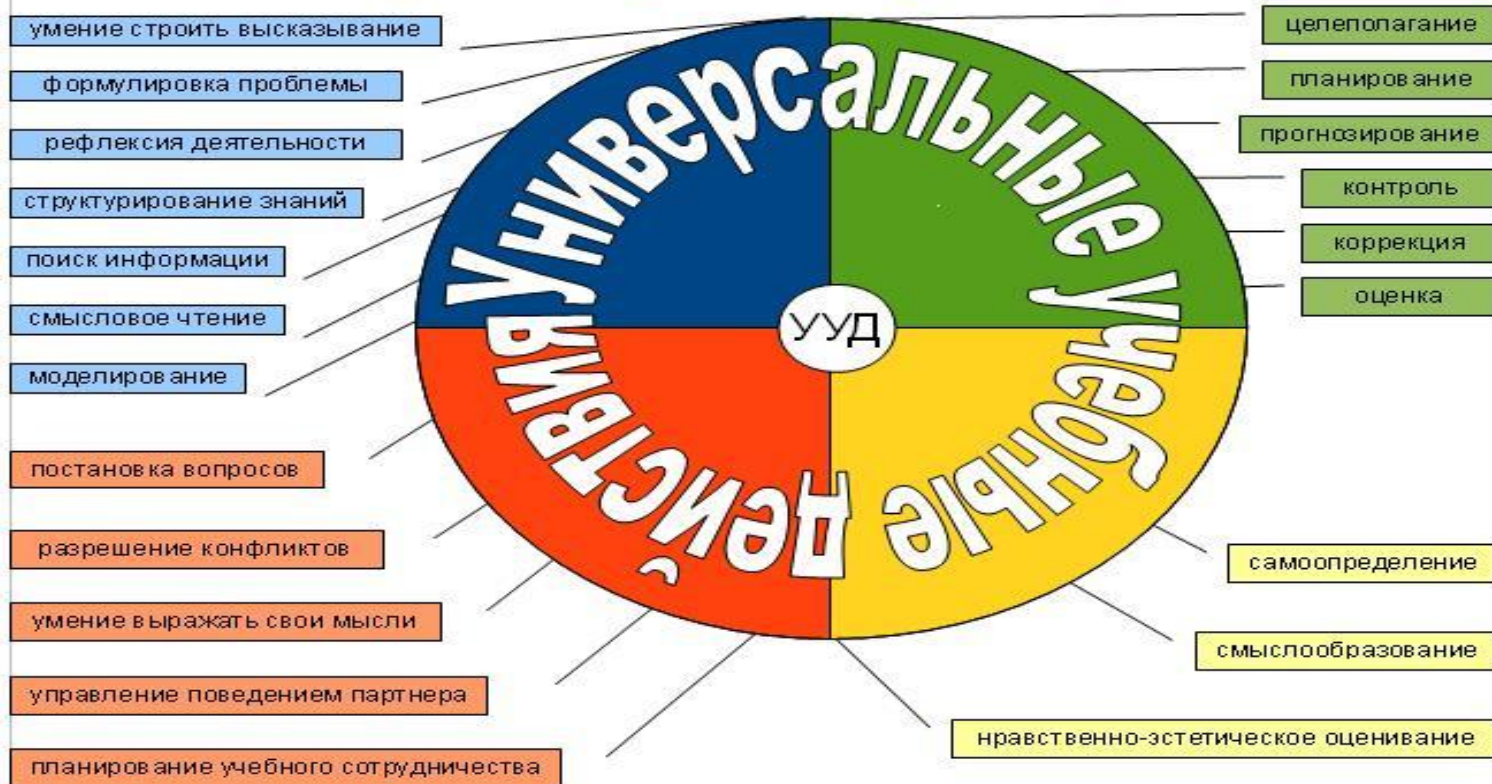 умение строить высказывание
формулировка проблемы
рефлексия деятельности
структурирование знаний
поиск информации
смысловое чтение
моделирование
постановка вопросов
разрешение конфликтов
умение выражать свои мысли
управление поведением партнера
планирование учебного сотрудничества
Универсальные учебные действия
УУД
целеполагание
планирование
прогнозирование
контроль
коррекция
оценка
самоопределение
смыслообразование
нравственно-эстетическое оценивание